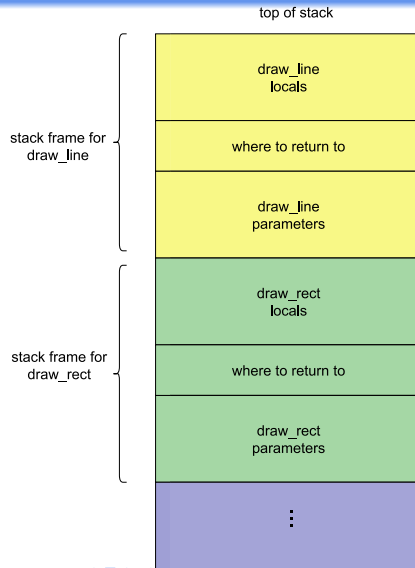 top of stack
draw_line
locals
stack frame for
draw_line
where to return to
draw_line
parameters
draw_rect
locals
stack frame for
draw_rect
where to return to
draw_rect
parameters
⋮